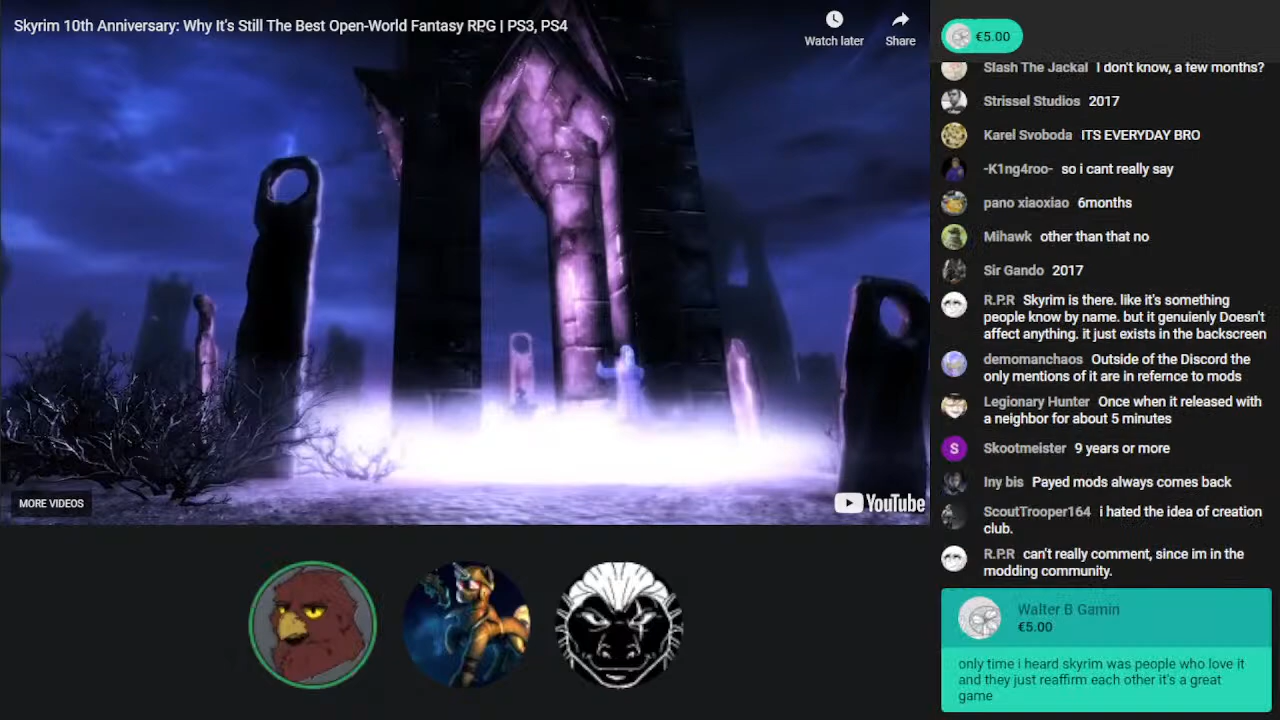 Skyrim 10th Anniversary: Why It's Still The Best Open-World Fantasy RPG | PS3, PS4
Watch later
Share
MORE VIDEOS
YouTube
€5.00
Slash The Jackal I don't know, a few months?
Strissel Studios 2017
Karel Svoboda ITS EVERYDAY BRO
-K1ng4roo- so i cant really say
pano xiaoxiao 6months
Mihawk other than that no
Sir Gando 2017
R.P.R Skyrim is there. like it's something
people know by name. but it genuienly Doesn't
affect anything. it just exists in the backscreen
demomanchaos Outside of the Discord the
only mentions of it are in refernce to mods
Legionary Hunter Once when it released with
a neighbor for about 5 minutes
S
Skootmeister 9 years or more
Iny bis Payed mods always comes back
ScoutTrooper164 i hated the idea of creation
club.
R.P.R can't really comment, since im in the
modding community.
Walter B Gamin
€5.00
only time i heard skyrim was people who love it
and they just reaffirm each other it's a great
game